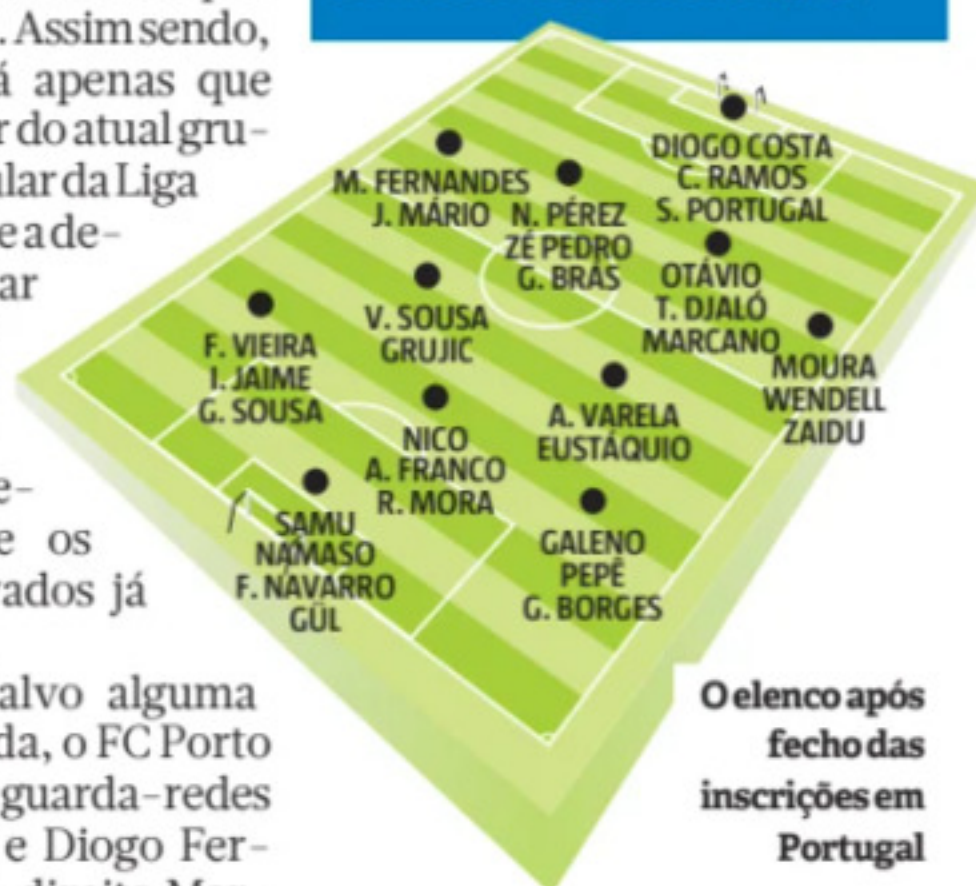 . Assim sendo,
á apenas que
r do atual gru-
ular da Liga
e a de-
ar
e-
e os
ados já
alvo alguma
da, o FC Porto
guarda-redes
e Diogo Fer-
DIOGO COSTA
C. RAMOS
S. PORTUGAL
M. FERNANDES
J. MÁRIO
N. PÉREZ
ZÉ PEDRO
G. BRÁS
OTÁVIO
T. DJALÓ
MARCANO
MOURA
WENDELL
ZAIDU
V. SOUSA
GRUJIC
A. VARELA
EUSTÁQUIO
F. VIEIRA
I. JAIME
G. SOUSA
NICO
A. FRANCO
R. MORA
GALENO
PEPÊ
G. BORGES
SAMU
NAMASO
F. NAVARRO
GÜL
O elenco após
fecho das
inscrições em
Portugal